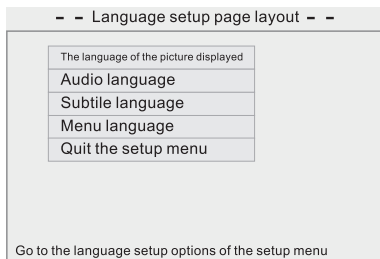 – – Language setup page layout – –
The language of the picture displayed
Audio language
Subtile language
Menu language
Quit the setup menu
Go to the language setup options of the setup menu